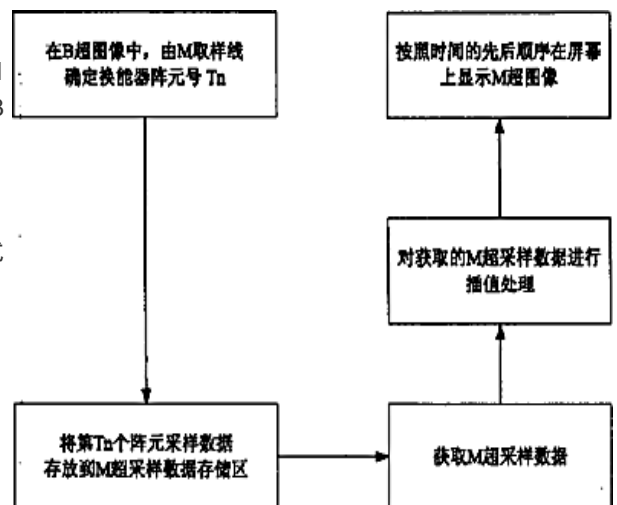 在B超图像中，由M取样线
确定换能器阵元号 Tn
按照时间的先后顺序在屏幕
上显示M超图像
对获取的M超采样数据进行
插值处理
将第Tn个阵元采样数据
存放到M超采样数据存储区
获取M超采样数据